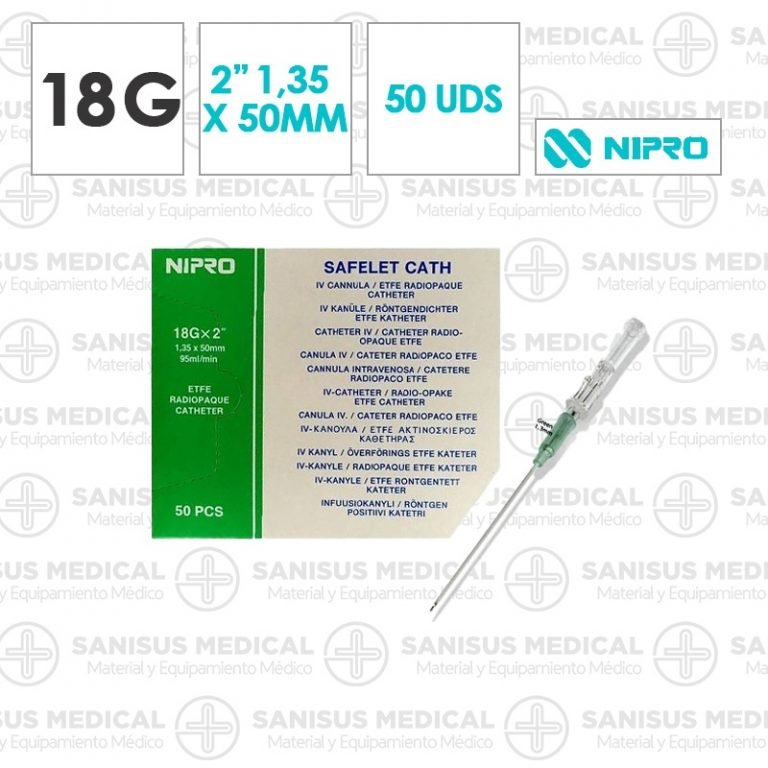 18G
2” 1,35
X 50MM
50 UDS
NIPRO
NIPRO
18G×2”
1,35 x 50mm
95ml/min
ETFE
RADIOPAQUE
CATHETER
50 PCS
SAFELET CATH
IV CANNULA / ETFE RADIOPAQUE
CATHETER
IV KANÜLE / RÖNTGENDICHTER
ETFE KATHETER
CATHETER IV / CATHETER RADIO-
OPAQUE ETFE
CANULA IV / CATETER RADIOPACO ETFE
CANNULA INTRAVENOSA / CATETERE
RADIOPACO ETFE
IV-CATHETER / RADIO-OPAKE
ETFE CATHETER
CANULA IV. / CATETER RADIOPACO ETFE
IV-ΚΑΝΟΥΛΑ / ETFE ΑΚΤΙΝΟΣΚΙΕΡΟΣ
ΚΑΘΕΤΗΡΑΣ
IV KANYL / ÖVERFÖRINGS ETFE KATETER
IV-KANYLE / RADIOPAQUE ETFE KATETER
IV-KANYLE / ETFE RONTGENTETT
KATETER
INFUUSIOKANYLI / RÖNTGEN
POSITIIVI KATETRI
Green
1.3mm
SANISUS MEDICAL
Material y Equipamiento Médico